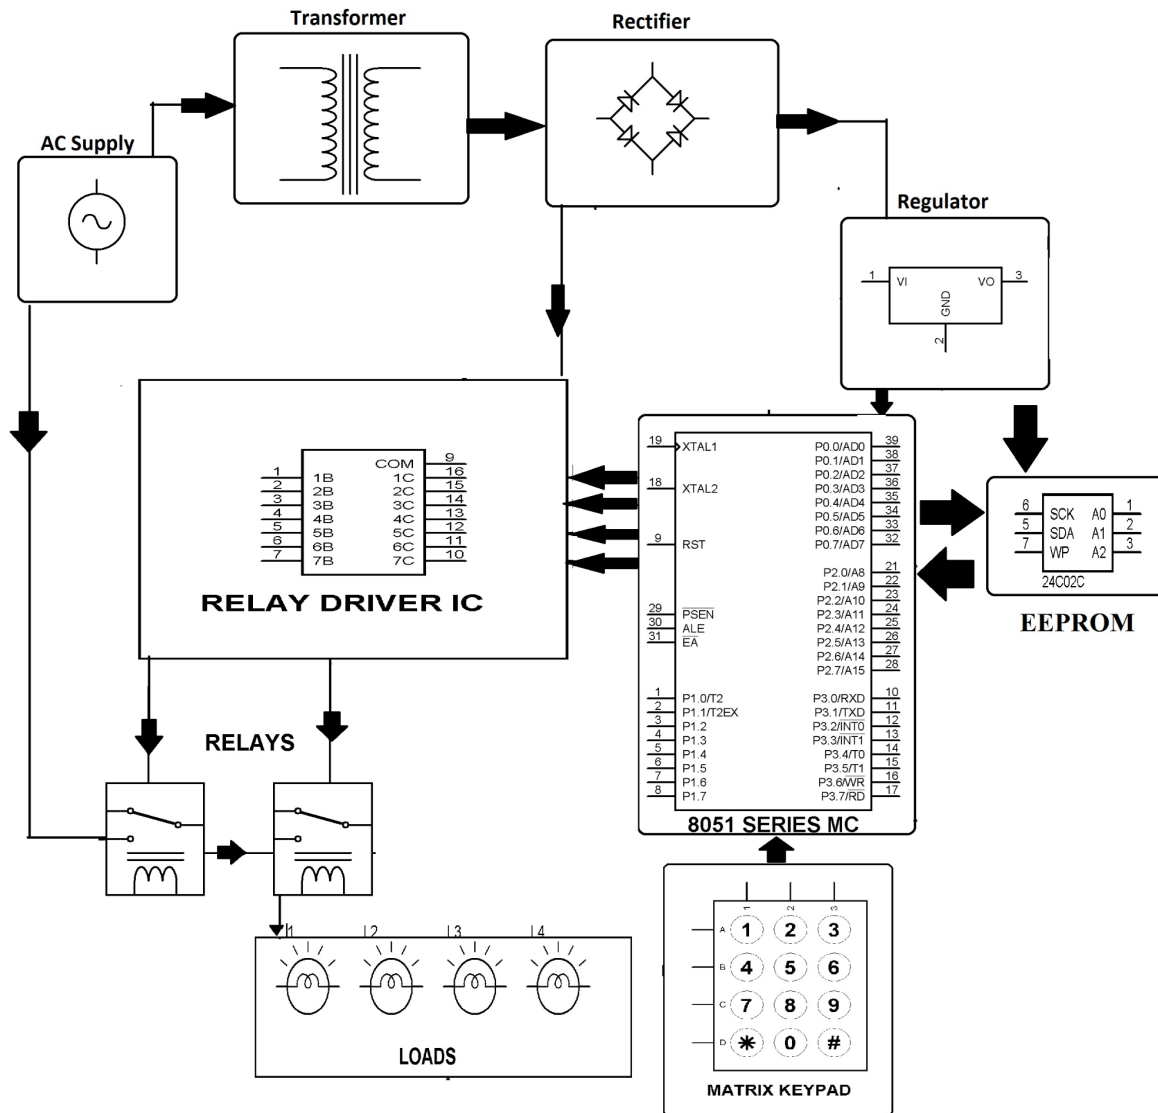 Transformer
Rectifier
AC Supply
Regulator
1 VI VO 3
GND
2
COM 9
1 1B 1C 16
2 2B 2C 15
3 3B 3C 14
4 4B 4C 13
5 5B 5C 12
6 6B 6C 11
7 7B 7C 10
RELAY DRIVER IC
19 XTAL1 P0.0/AD0 39
P0.1/AD1 38
P0.2/AD2 37
18 XTAL2 P0.3/AD3 36
P0.4/AD4 35
P0.5/AD5 34
P0.6/AD6 33
9 RST P0.7/AD7 32
P2.0/A8 21
P2.1/A9 22
P2.2/A10 23
29 PSEN P2.3/A11 24
30 ALE P2.4/A12 25
31 EA P2.5/A13 26
P2.6/A14 27
P2.7/A15 28
1 P1.0/T2 P3.0/RXD 10
2 P1.1/T2EX P3.1/TXD 11
3 P1.2 P3.2/INT0 12
4 P1.3 P3.3/INT1 13
5 P1.4 P3.4/T0 14
6 P1.5 P3.5/T1 15
7 P1.6 P3.6/WR 16
8 P1.7 P3.7/RD 17
8051 SERIES MC
6 SCK A0 1
5 SDA A1 2
7 WP A2 3
24C02C
EEPROM
RELAYS
L1 L2 L3 L4
LOADS
1 2 3
A 1 2 3
B 4 5 6
C 7 8 9
D * 0 #
MATRIX KEYPAD